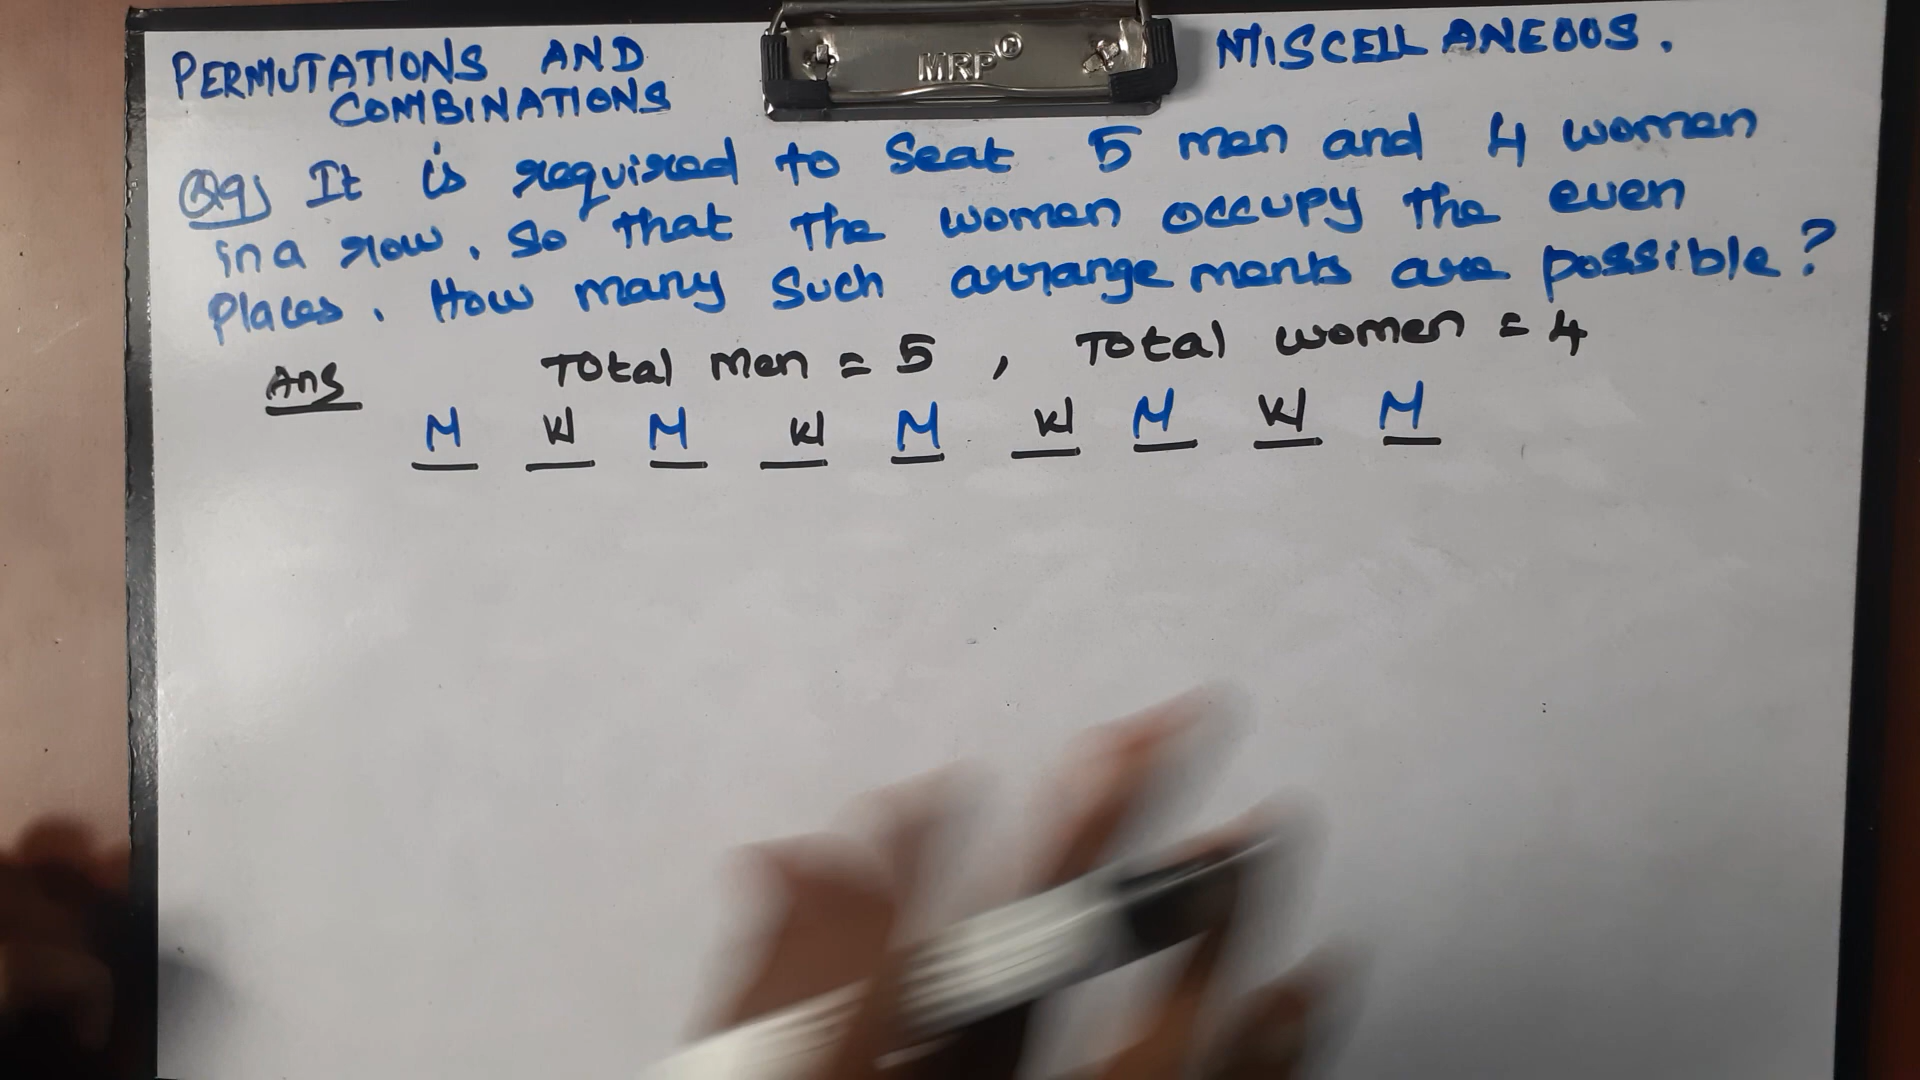 PERMUTATIONS AND
COMBINATIONS
MRP
MISCELLANEOUS.
Q9) It is required to Seat 5 men and 4 women
in a row, So that the women occupy the even
places. How many Such arrangements are possible?
Ans Total Men = 5, Total women = 4
M W M W M W M W M